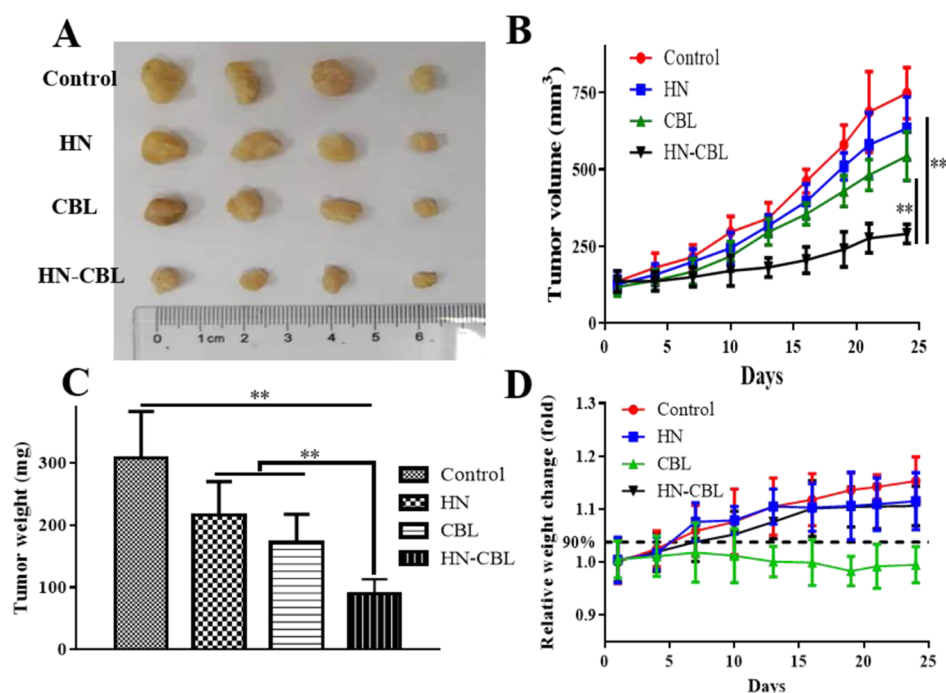 A
Control
HN
CBL
HN-CBL
0 1 cm 2 3 4 5 6
B
Tumor volume (mm³)
750
500
250
0
0 5 10 15 20 25
Days
Control
HN
CBL
HN-CBL
**
**
C
Tumor weight (mg)
300
200
100
0
**
**
Control
HN
CBL
HN-CBL
D
Relative weight change (fold)
1.3
1.2
1.1
90%
1.0
0.9
0 5 10 15 20 25
Days
Control
HN
CBL
HN-CBL